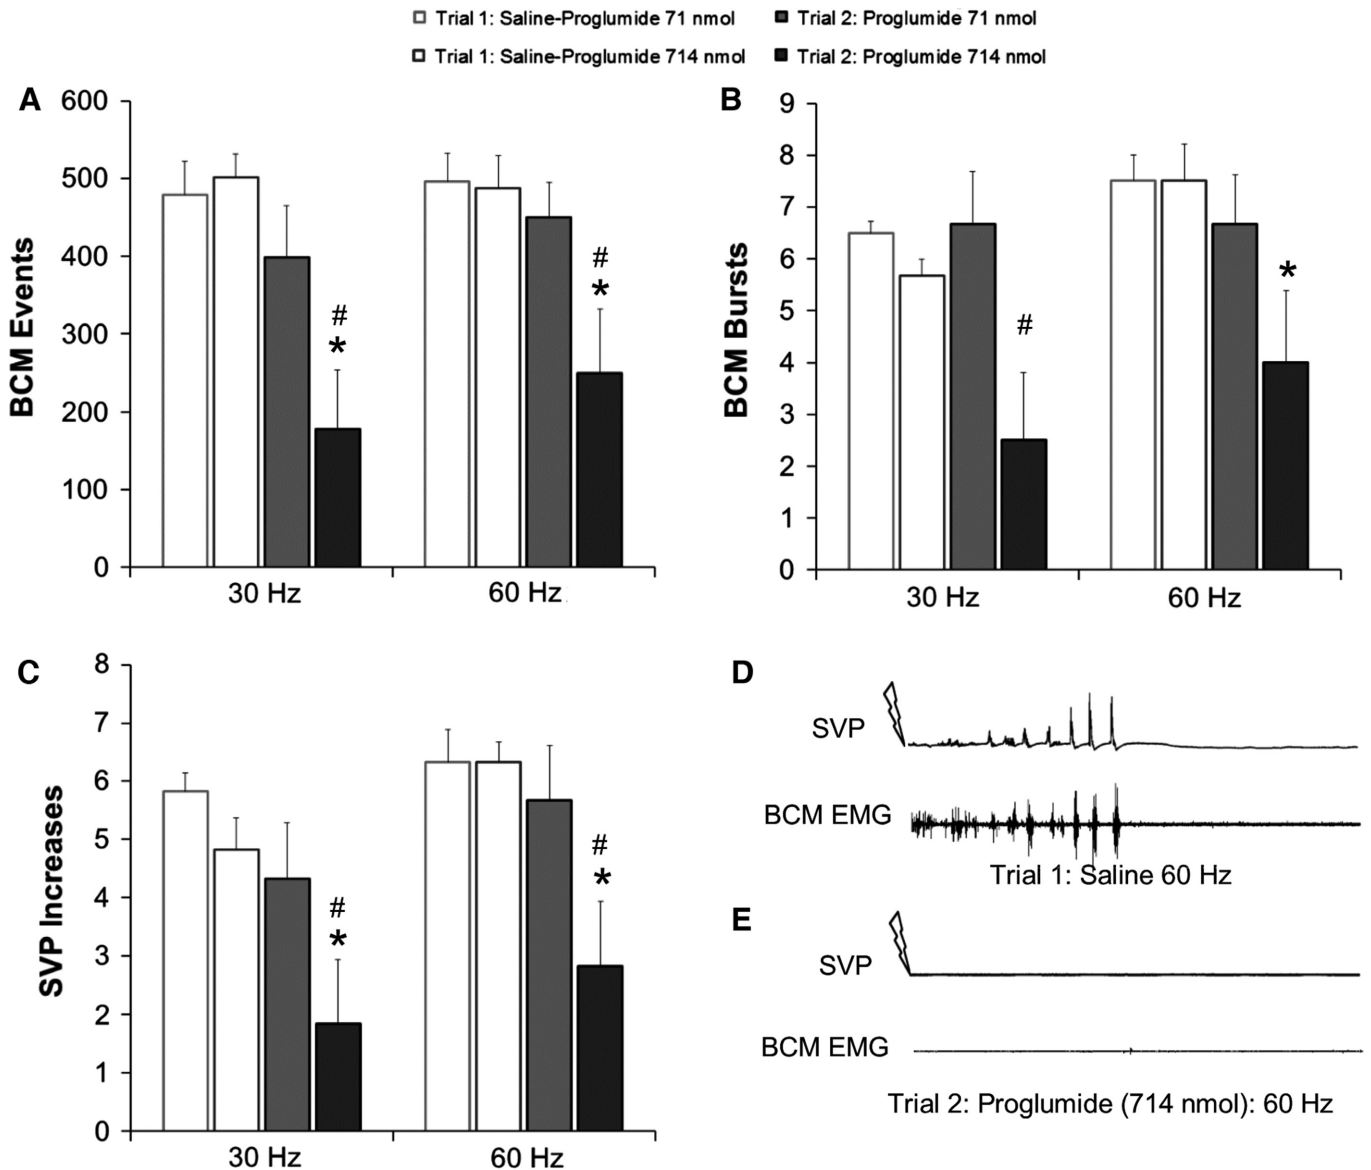 Trial 1: Saline-Proglumide 71 nmol
Trial 2: Proglumide 71 nmol
Trial 1: Saline-Proglumide 714 nmol
Trial 2: Proglumide 714 nmol
A
600
500
400
300
200
100
0
BCM Events
#
*
#
*
30 Hz
60 Hz
B
9
8
7
6
5
4
3
2
1
0
BCM Bursts
#
*
30 Hz
60 Hz
C
8
7
6
5
4
3
2
1
0
SVP Increases
#
*
#
*
30 Hz
60 Hz
D
SVP
BCM EMG
Trial 1: Saline 60 Hz
E
SVP
BCM EMG
Trial 2: Proglumide (714 nmol): 60 Hz